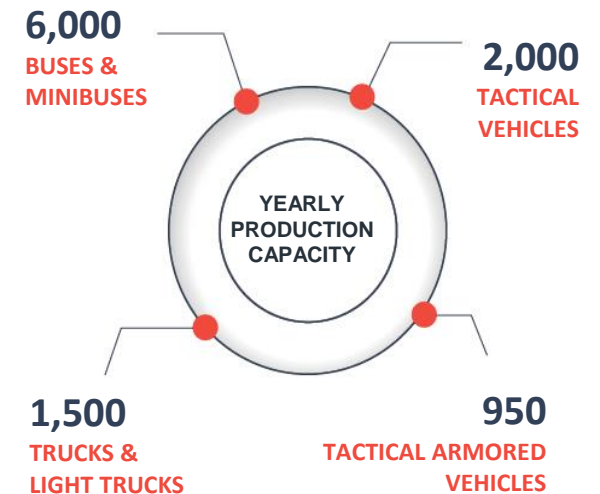 6,000
BUSES &
MINIBUSES
2,000
TACTICAL
VEHICLES
YEARLY
PRODUCTION
CAPACITY
1,500
TRUCKS &
LIGHT TRUCKS
950
TACTICAL ARMORED
VEHICLES